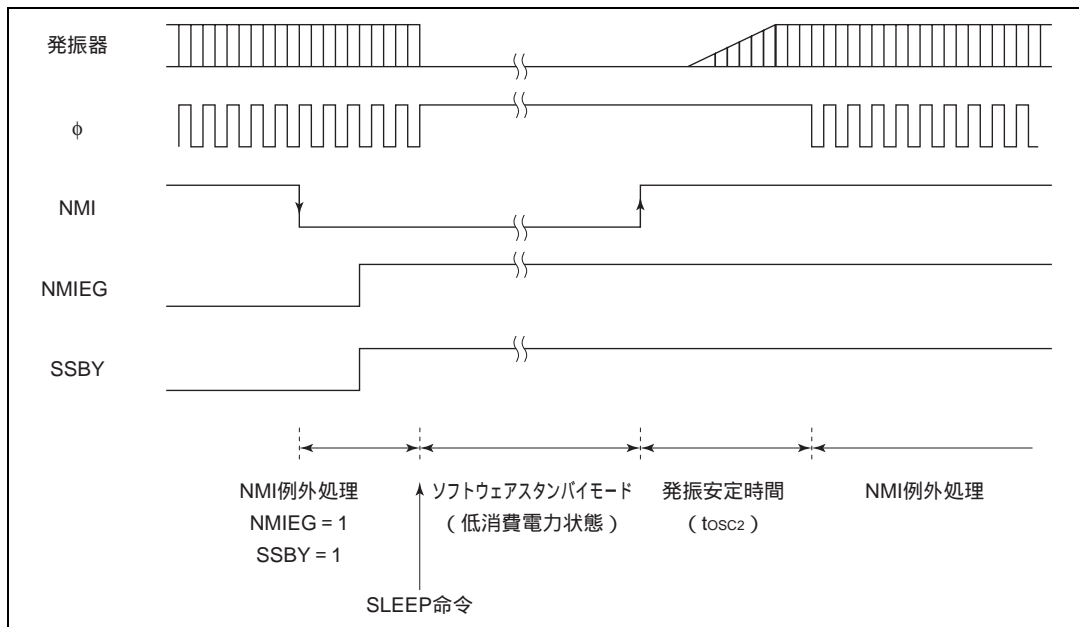 発振器
φ
NMI
NMIEG
SSBY
NMI例外処理
NMIEG = 1
SSBY = 1
ソフトウェアスタンバイモード
(低消費電力状態)
発振安定時間
(tOSC2)
NMI例外処理
SLEEP命令